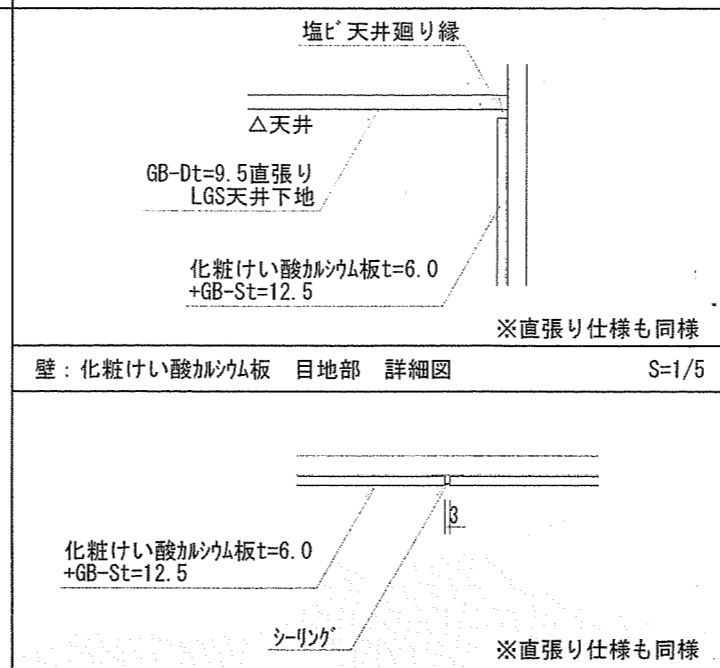 塩ビ天井廻り縁
△天井
GB-Dt=9.5直張り
LGS天井下地
化粧けい酸カルシウム板t=6.0
+GB-St=12.5
※直張り仕様も同様
壁：化粧けい酸カルシウム板　目地部　詳細図　S=1/5
3
化粧けい酸カルシウム板t=6.0
+GB-St=12.5
シーリング
※直張り仕様も同様